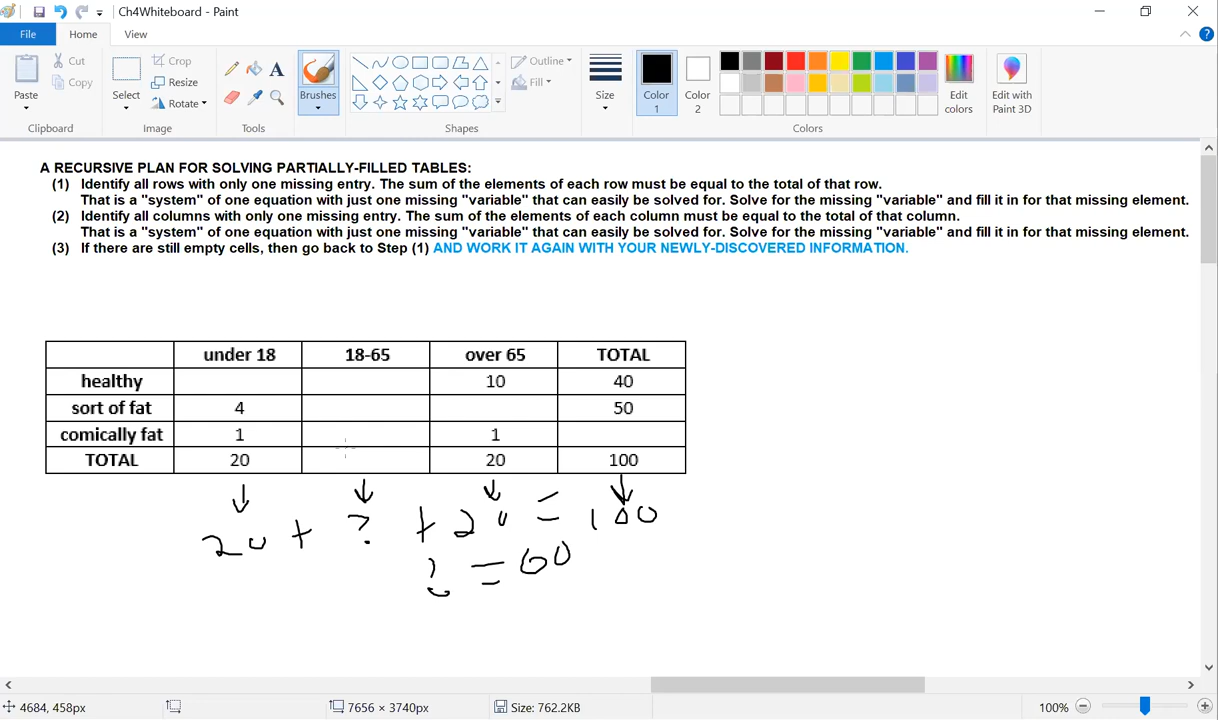 Ch4Whiteboard - Paint
File Home View
Cut Crop Outline
Copy Resize Fill
Paste Select Rotate Brushes Size Color 1 Color 2 Edit colors Edit with Paint 3D
Clipboard Image Tools Shapes Colors
A RECURSIVE PLAN FOR SOLVING PARTIALLY-FILLED TABLES:
(1) Identify all rows with only one missing entry. The sum of the elements of each row must be equal to the total of that row.
That is a "system" of one equation with just one missing "variable" that can easily be solved for. Solve for the missing "variable" and fill it in for that missing element.
(2) Identify all columns with only one missing entry. The sum of the elements of each column must be equal to the total of that column.
That is a "system" of one equation with just one missing "variable" that can easily be solved for. Solve for the missing "variable" and fill it in for that missing element.
(3) If there are still empty cells, then go back to Step (1) AND WORK IT AGAIN WITH YOUR NEWLY-DISCOVERED INFORMATION.
under 18 18-65 over 65 TOTAL
healthy 10 40
sort of fat 4 50
comically fat 1 1
TOTAL 20 20 100
20 + ? + 20 = 100
? = 60
4684, 458px 7656 × 3740px Size: 762.2KB 100%